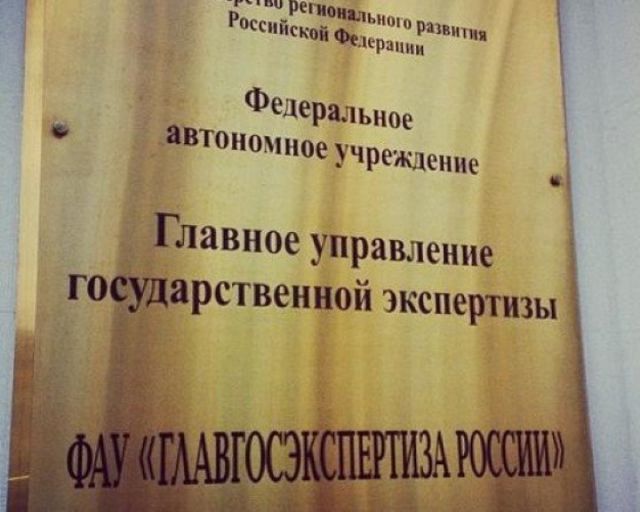 регионального развития
Российской Федерации
Федеральное
автономное учреждение
Главное управление
государственной экспертизы
ФАУ «ГЛАВГОСЭКСПЕРТИЗА РОССИИ»